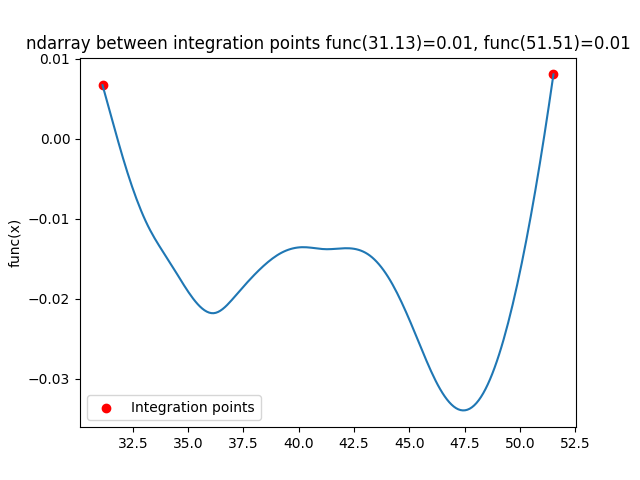 ndarray between integration points func(31.13)=0.01, func(51.51)=0.01
0.01
0.00
−0.01
−0.02
−0.03
func(x)
Integration points
32.5 35.0 37.5 40.0 42.5 45.0 47.5 50.0 52.5